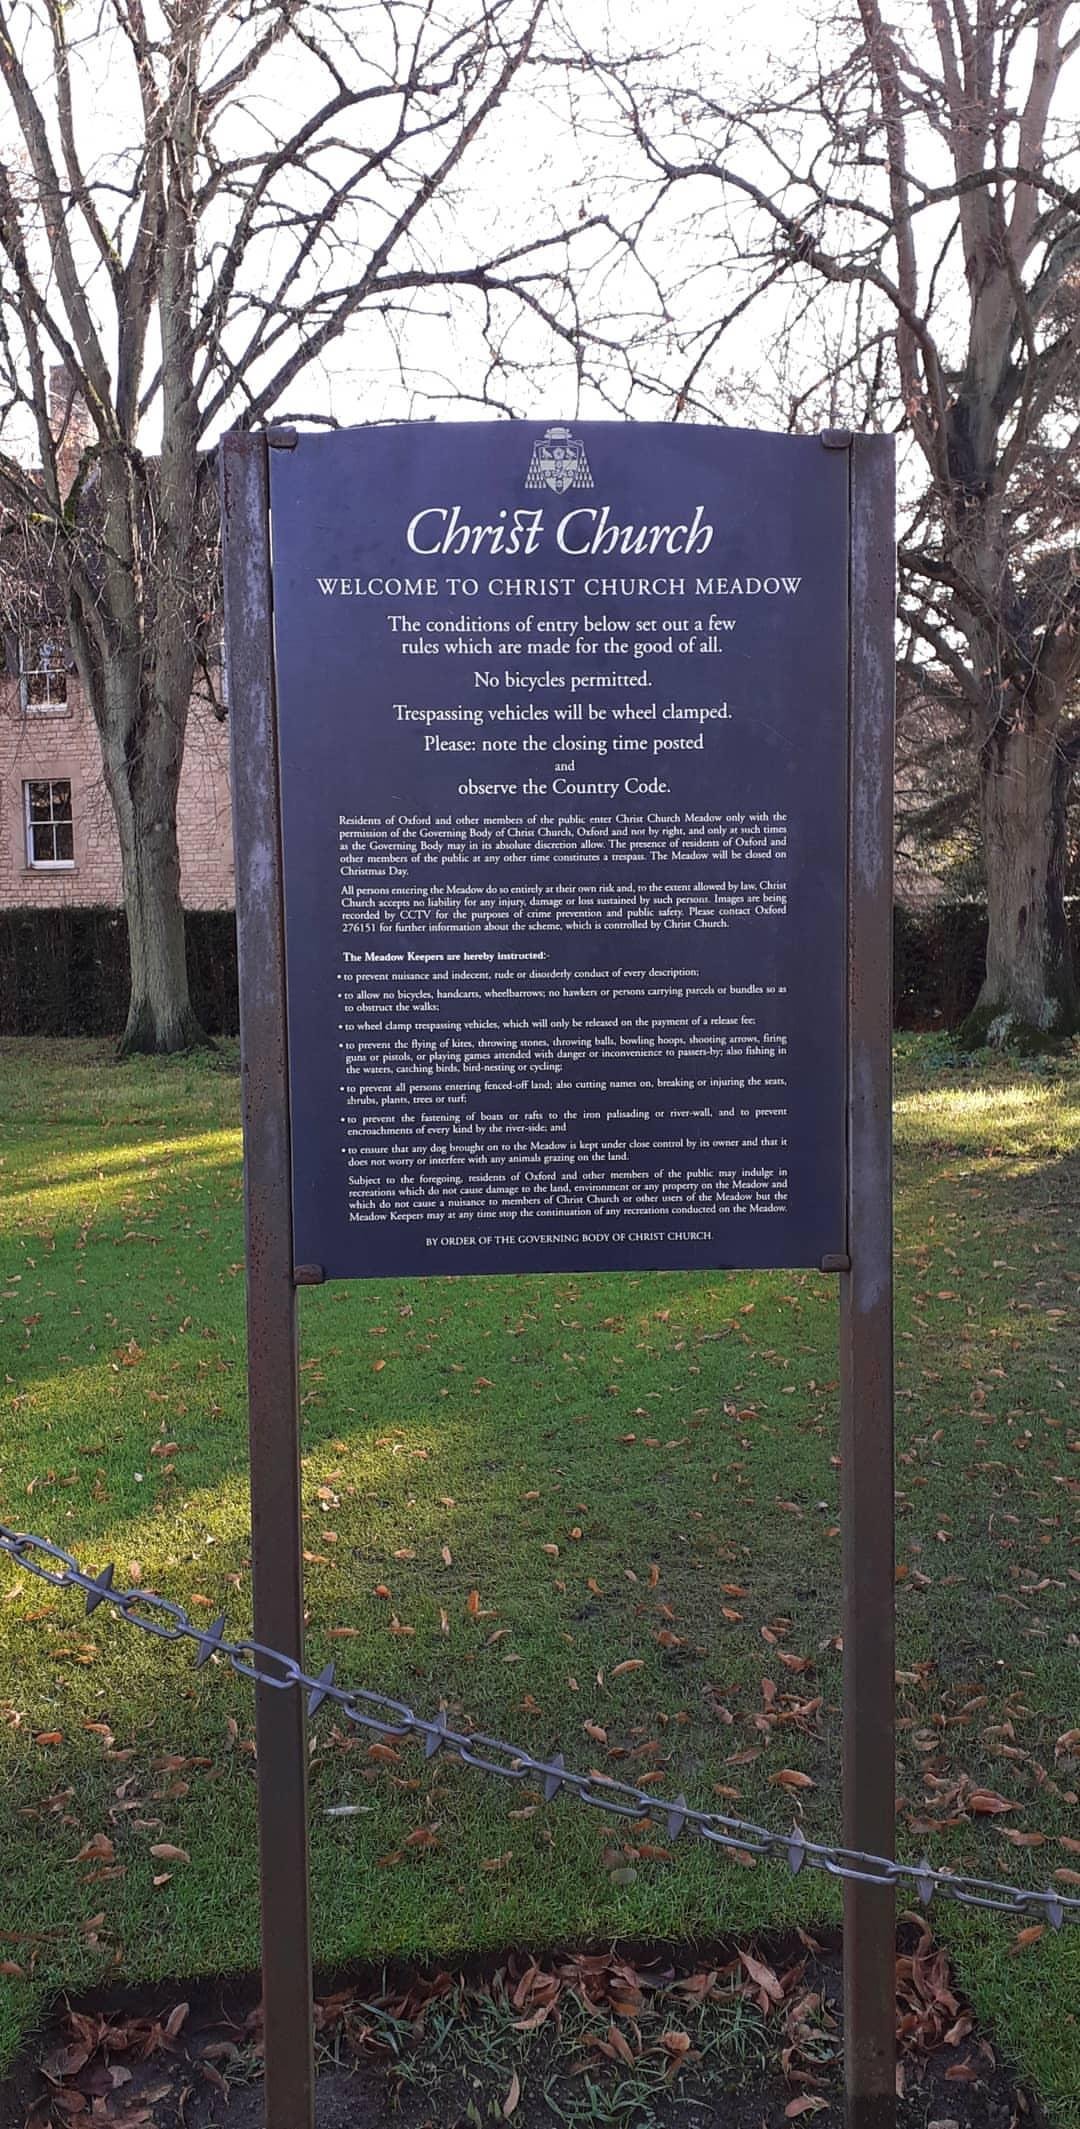 Christ Church
WELCOME TO CHRIST CHURCH MEADOW
The conditions of entry below set out a few
rules which are made for the good of all.
No bicycles permitted.
Trespassing vehicles will be wheel clamped.
Please: note the closing time posted
and
observe the Country Code.
Residents of Oxford and other members of the public enter Christ Church Meadow only with the
permission of the Governing Body of Christ Church, Oxford and not by right, and only at such times
as the Governing Body may in its absolute discretion allow. The presence of residents of Oxford and
other members of the public at any other time constitutes a trespass. The Meadow will be closed on
Christmas Day.
All persons entering the Meadow do so entirely at their own risk and, to the extent allowed by law, Christ
Church accepts no liability for any injury, damage or loss sustained by such persons. Images are being
recorded by CCTV for the purposes of crime prevention and public safety. Please contact Oxford
276151 for further information about the scheme, which is controlled by Christ Church.
The Meadow Keepers are hereby instructed:-
• to prevent nuisance and indecent, rude or disorderly conduct of every description;
• to allow no bicycles, handcarts, wheelbarrows; no hawkers or persons carrying parcels or bundles so as
to obstruct the walks;
• to wheel clamp trespassing vehicles, which will only be released on the payment of a release fee;
• to prevent the flying of kites, throwing stones, throwing balls, bowling hoops, shooting arrows, firing
guns or pistols, or playing games attended with danger or inconvenience to passers-by; also fishing in
the waters, catching birds, bird-nesting or cycling;
• to prevent all persons entering fenced-off land; also cutting names on, breaking or injuring the seats,
shrubs, plants, trees or turf;
• to prevent the fastening of boats or rafts to the iron palisading or river-wall, and to prevent
encroachments of every kind by the river-side; and
• to ensure that any dog brought on to the Meadow is kept under close control by its owner and that it
does not worry or interfere with any animals grazing on the land.
Subject to the foregoing, residents of Oxford and other members of the public may indulge in
recreations which do not cause damage to the land, environment or any property on the Meadow and
which do not cause a nuisance to members of Christ Church or other users of the Meadow but the
Meadow Keepers may at any time stop the continuation of any recreations conducted on the Meadow.
BY ORDER OF THE GOVERNING BODY OF CHRIST CHURCH.